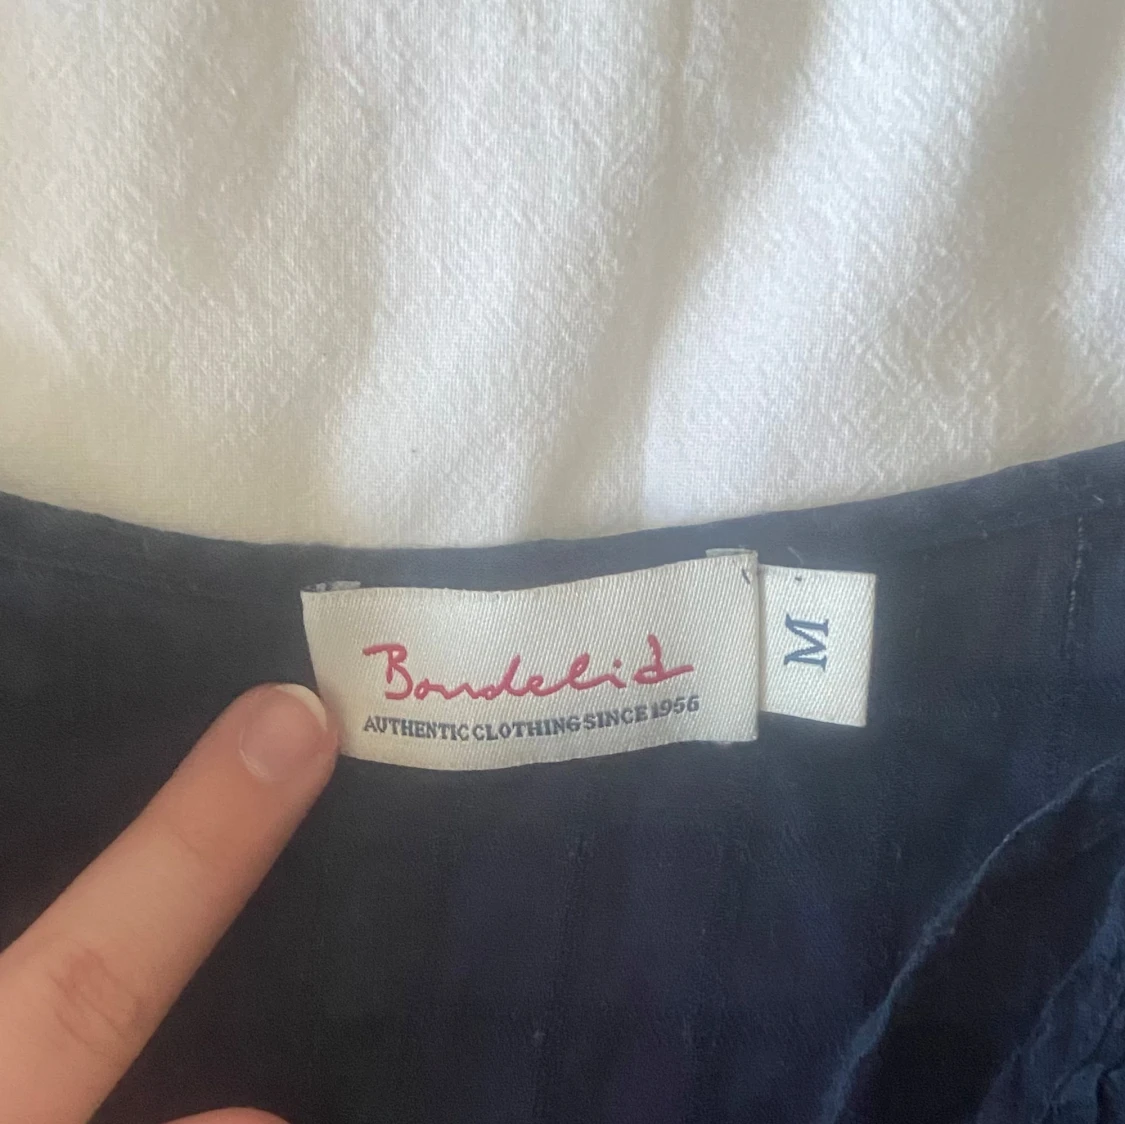 Bondelid
AUTHENTIC CLOTHING SINCE 1956
M